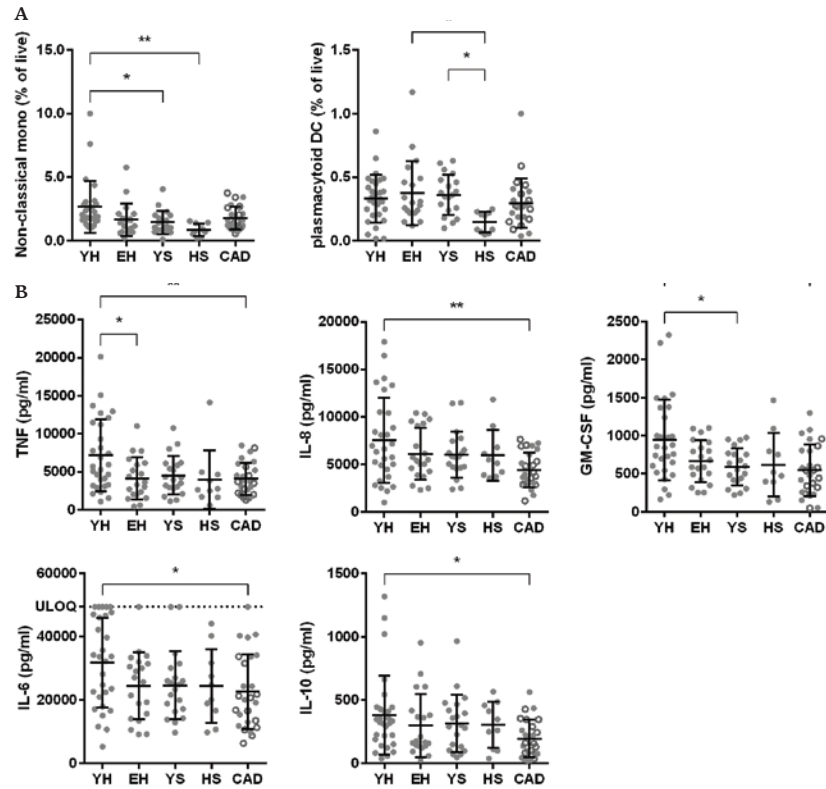 A
Non-classical mono (% of live)
15.0
10.0
5.0
0.0
**
*
YH EH YS HS CAD
plasmacytoid DC (% of live)
1.5
1.0
0.5
0.0
*
YH EH YS HS CAD
B
TNF (pg/ml)
25000
20000
15000
10000
5000
0
*
YH EH YS HS CAD
IL-8 (pg/ml)
20000
15000
10000
5000
0
**
YH EH YS HS CAD
GM-CSF (pg/ml)
2500
2000
1500
1000
500
0
*
YH EH YS HS CAD
IL-6 (pg/ml)
60000
ULOQ
40000
20000
0
*
YH EH YS HS CAD
IL-10 (pg/ml)
1500
1000
500
0
*
YH EH YS HS CAD